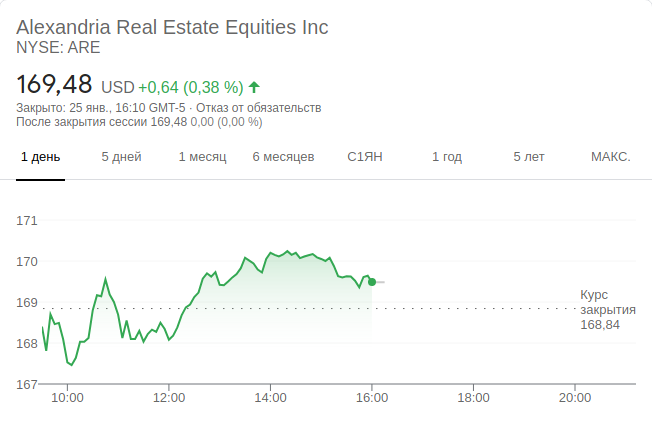 Alexandria Real Estate Equities Inc
NYSE: ARE
169,48 USD +0,64 (0,38 %)
Закрыто: 25 янв., 16:10 GMT-5 · Отказ от обязательств
После закрытия сессии 169,48 0,00 (0,00 %)
1 день 5 дней 1 месяц 6 месяцев С1ЯН 1 год 5 лет МАКС.
171
170
169
168
167
Курс
закрытия
168,84
10:00 12:00 14:00 16:00 18:00 20:00